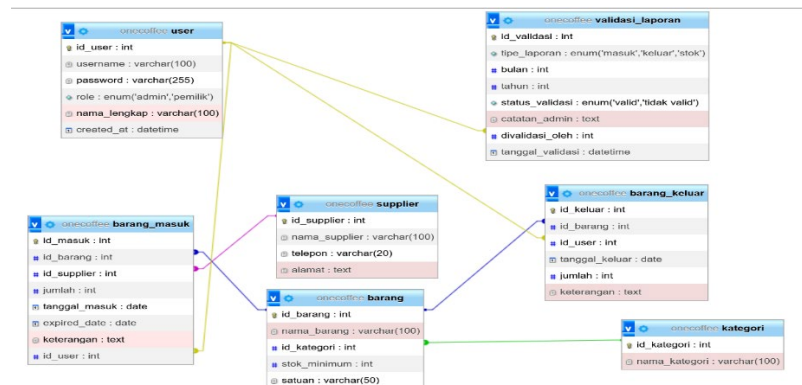 onecoffee user
id_user : int
username : varchar(100)
password : varchar(255)
role : enum('admin','pemilik')
nama_lengkap : varchar(100)
created_at : datetime
onecoffee validasi_laporan
id_validasi : int
tipe_laporan : enum('masuk','keluar','stok')
bulan : int
tahun : int
status_validasi : enum('valid','tidak valid')
catatan_admin : text
divalidasi_oleh : int
tanggal_validasi : datetime
onecoffee barang_masuk
id_masuk : int
id_barang : int
id_supplier : int
jumlah : int
tanggal_masuk : date
expired_date : date
keterangan : text
id_user : int
onecoffee supplier
id_supplier : int
nama_supplier : varchar(100)
telepon : varchar(20)
alamat : text
onecoffee barang_keluar
id_keluar : int
id_barang : int
id_user : int
tanggal_keluar : date
jumlah : int
keterangan : text
onecoffee barang
id_barang : int
nama_barang : varchar(100)
id_kategori : int
stok_minimum : int
satuan : varchar(50)
onecoffee kategori
id_kategori : int
nama_kategori : varchar(100)